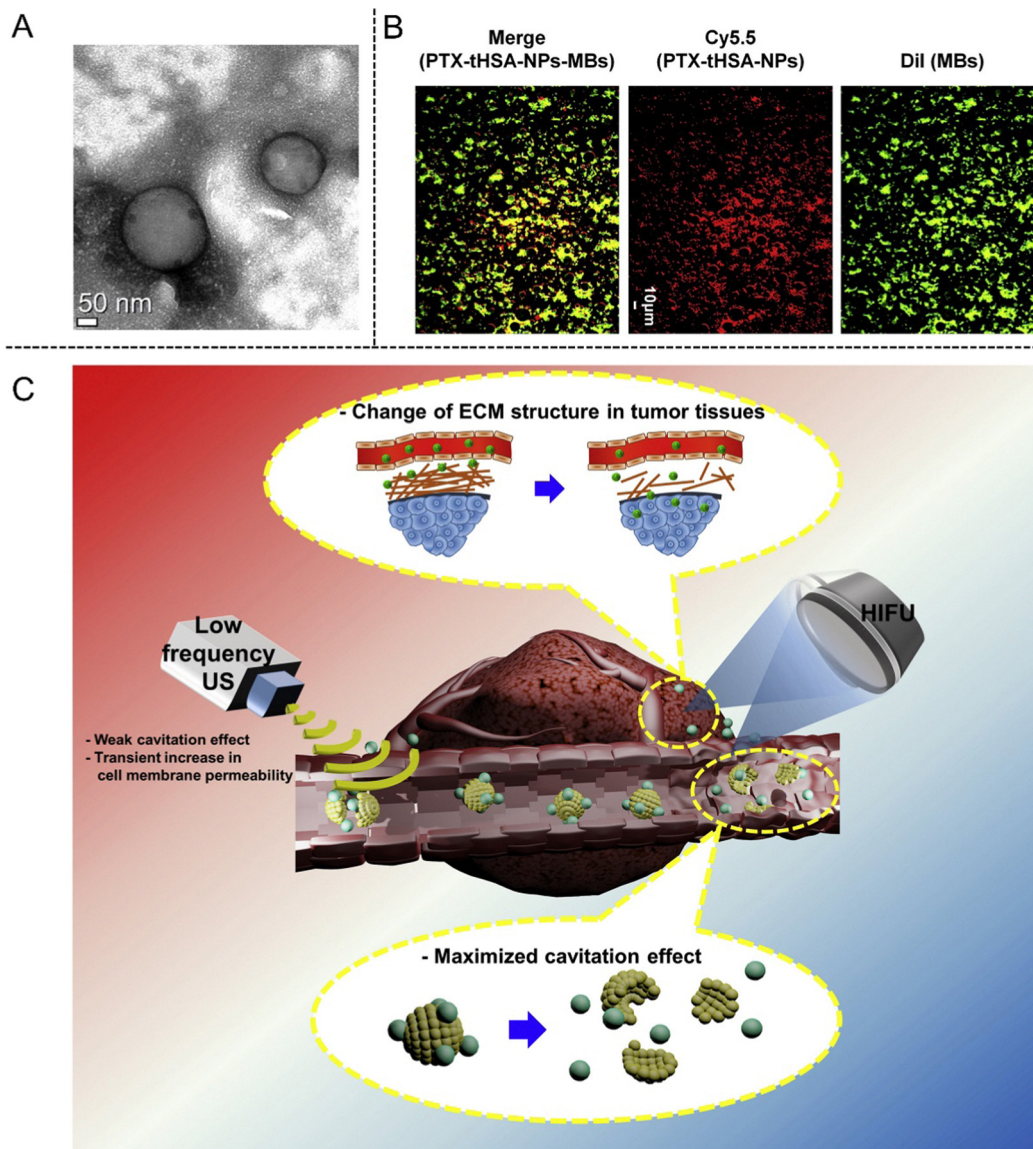 A
50 nm
B
Merge
(PTX-tHSA-NPs-MBs)
Cy5.5
(PTX-tHSA-NPs)
DiI (MBs)
10μm
C
- Change of ECM structure in tumor tissues
Low
frequency
US
HIFU
- Weak cavitation effect
- Transient increase in
cell membrane permeability
- Maximized cavitation effect